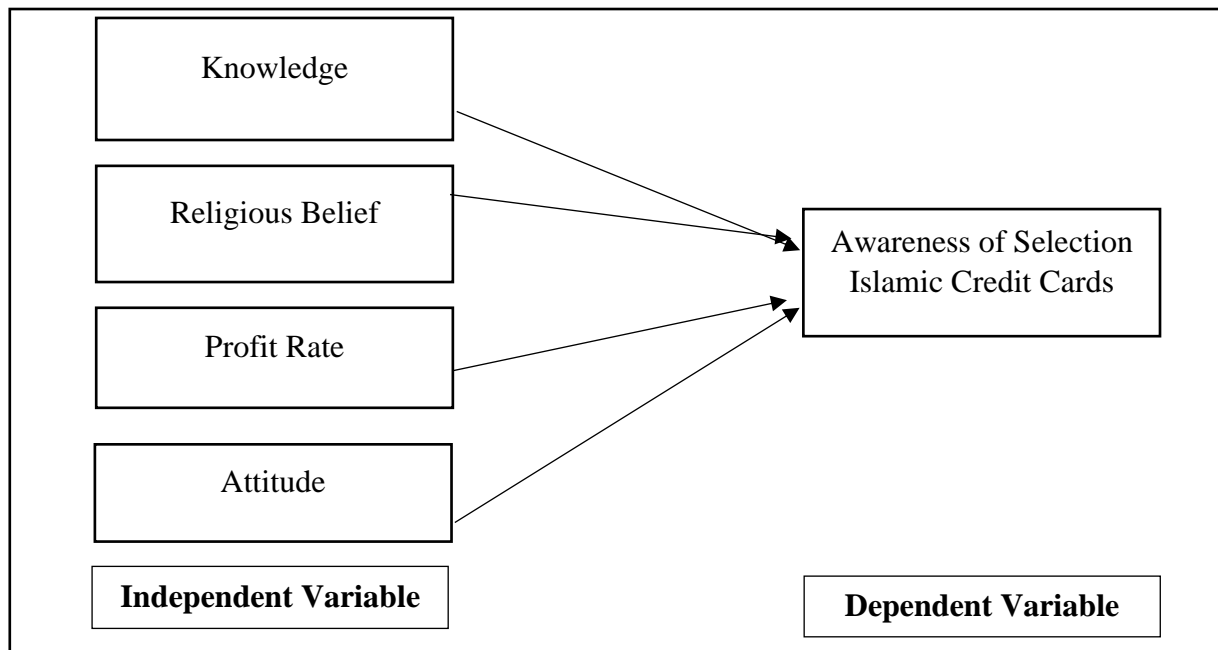 Knowledge
Religious Belief
Profit Rate
Attitude
Independent Variable
Awareness of Selection
Islamic Credit Cards
Dependent Variable